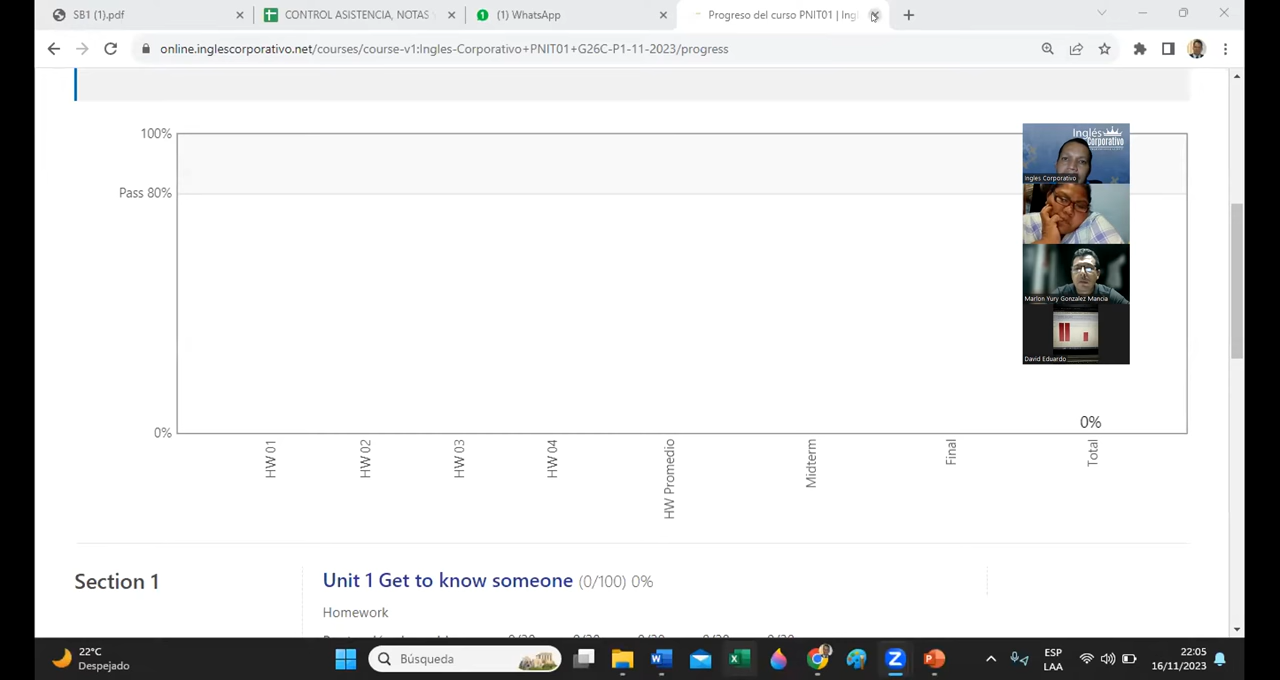 SB1 (1).pdf
CONTROL ASISTENCIA, NOTAS
(1) WhatsApp
Progreso del curso PNIT01 | Ingl
online.inglescorporativo.net/courses/course-v1:Ingles-Corporativo+PNIT01+G26C-P1-11-2023/progress
100%
Pass 80%
0%
0%
HW 01
HW 02
HW 03
HW 04
HW Promedio
Midterm
Final
Total
Inglés
Corporativo
Ingles Corporativo
Marlon Yury Gonzalez Mancia
David Eduardo
Section 1
Unit 1 Get to know someone (0/100) 0%
Homework
22°C
Despejado
Búsqueda
ESP
LAA
22:05
16/11/2023